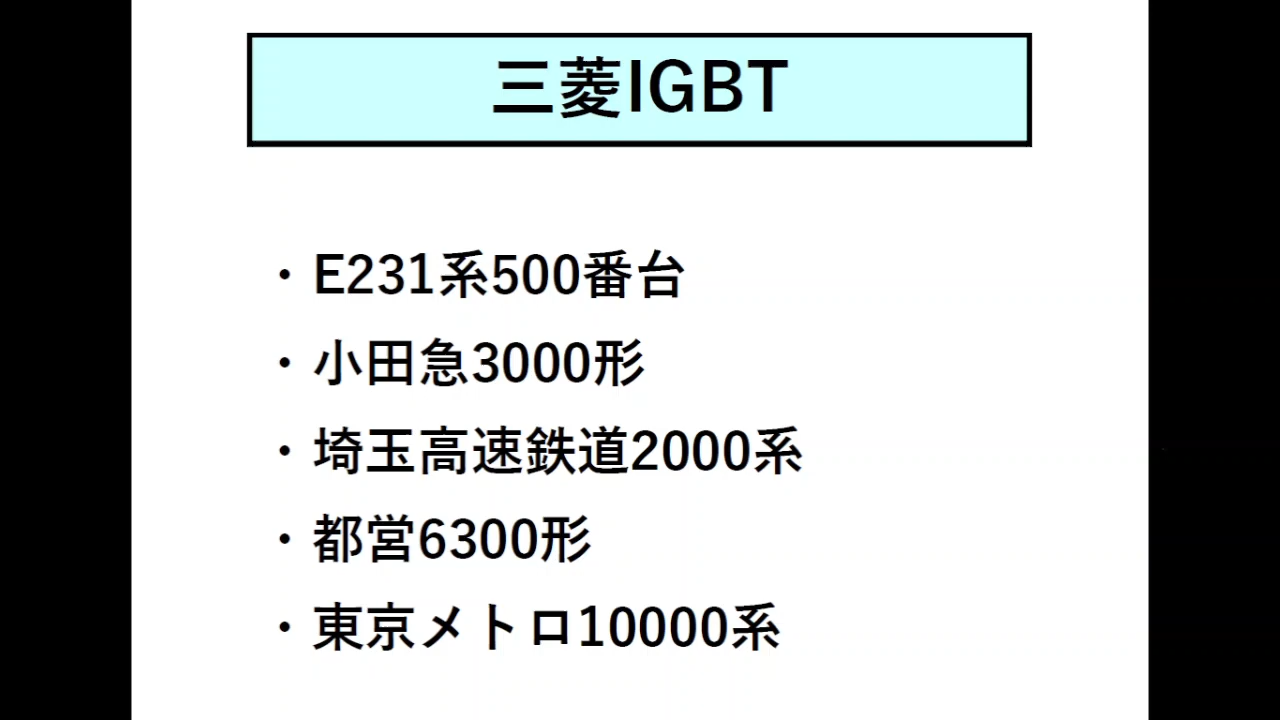 三菱IGBT
・E231系500番台
・小田急3000形
・埼玉高速鉄道2000系
・都営6300形
・東京メトロ10000系